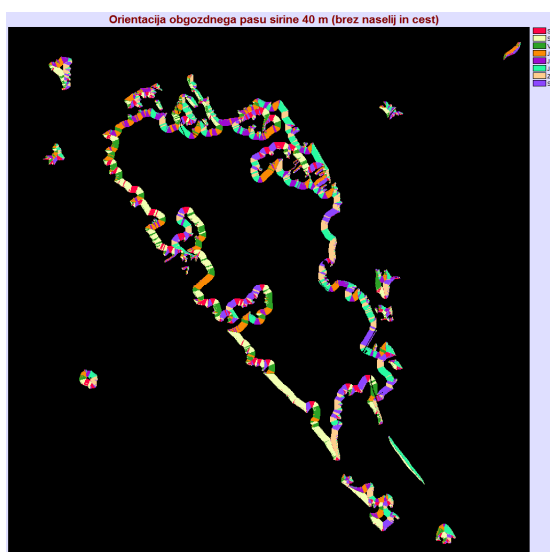 Orientacija obgozdnega pasu sirine 40 m (brez naselij in cest)
S
S
V
J
J
J
Z
S